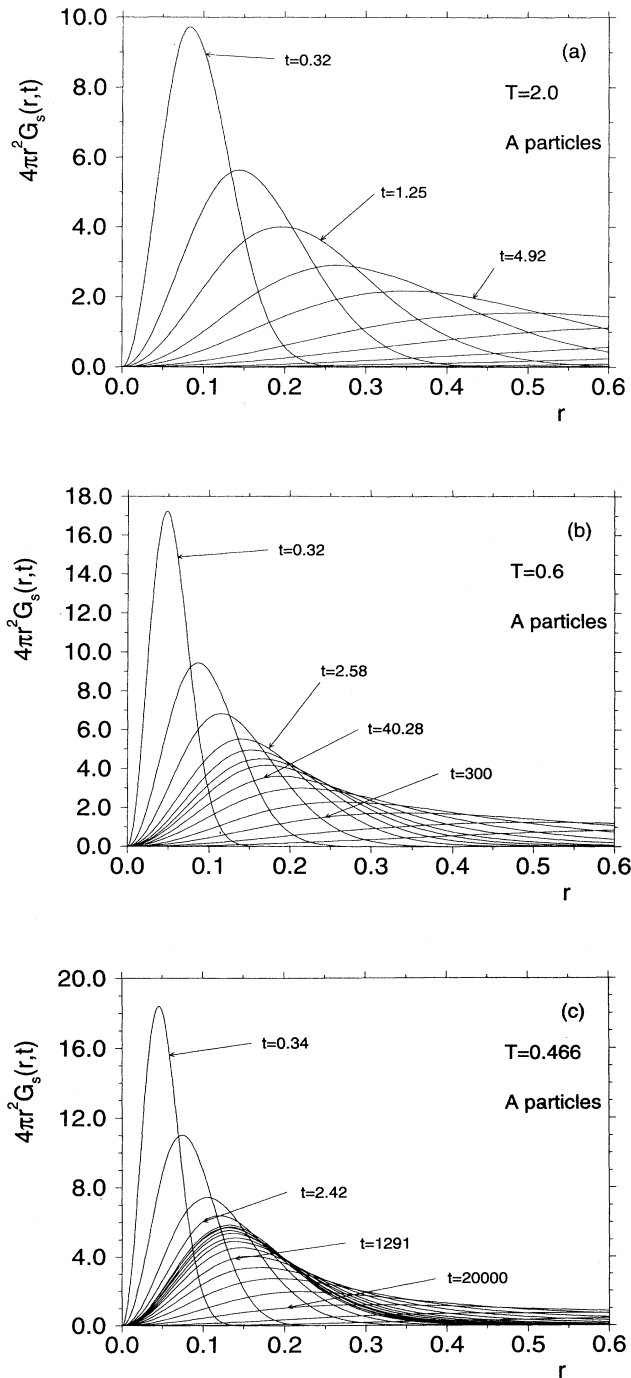 10.0
(a)
t=0.32
8.0
T=2.0
4πr²Gₛ(r,t)
A particles
6.0
t=1.25
4.0
t=4.92
2.0
0.0
0.0 0.1 0.2 0.3 0.4 0.5 0.6
r
18.0
(b)
16.0
t=0.32
T=0.6
14.0
4πr²Gₛ(r,t)
12.0
A particles
10.0
t=2.58
8.0
t=40.28
6.0
t=300
4.0
2.0
0.0
0.0 0.1 0.2 0.3 0.4 0.5 0.6
r
20.0
(c)
t=0.34
T=0.466
16.0
4πr²Gₛ(r,t)
A particles
12.0
t=2.42
8.0
t=1291
4.0
t=20000
0.0
0.0 0.1 0.2 0.3 0.4 0.5 0.6
r